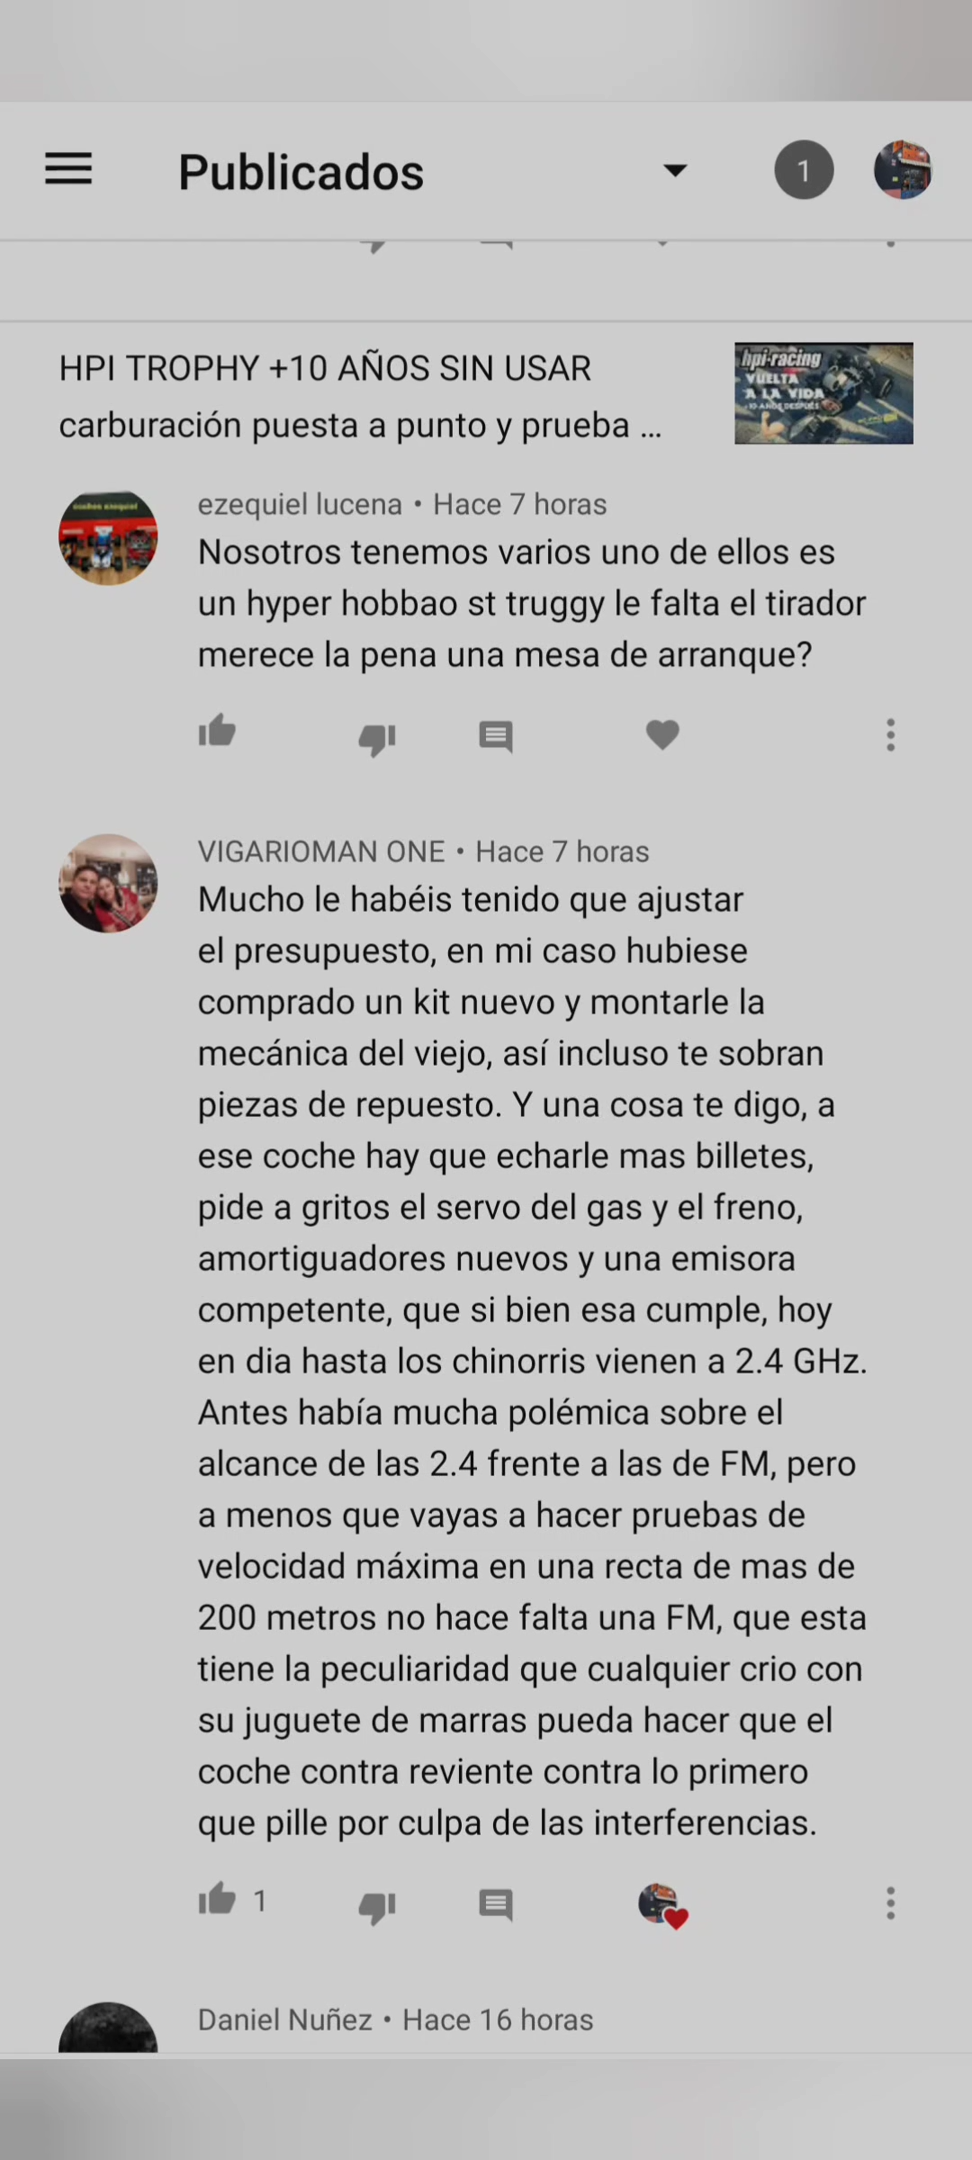 Publicados
1
HPI TROPHY +10 AÑOS SIN USAR
carburación puesta a punto y prueba ...
hpi-racing
VUELTA
A LA VIDA
ezequiel lucena • Hace 7 horas
Nosotros tenemos varios uno de ellos es
un hyper hobbao st truggy le falta el tirador
merece la pena una mesa de arranque?
VIGARIOMAN ONE • Hace 7 horas
Mucho le habéis tenido que ajustar
el presupuesto, en mi caso hubiese
comprado un kit nuevo y montarle la
mecánica del viejo, así incluso te sobran
piezas de repuesto. Y una cosa te digo, a
ese coche hay que echarle mas billetes,
pide a gritos el servo del gas y el freno,
amortiguadores nuevos y una emisora
competente, que si bien esa cumple, hoy
en dia hasta los chinorris vienen a 2.4 GHz.
Antes había mucha polémica sobre el
alcance de las 2.4 frente a las de FM, pero
a menos que vayas a hacer pruebas de
velocidad máxima en una recta de mas de
200 metros no hace falta una FM, que esta
tiene la peculiaridad que cualquier crio con
su juguete de marras pueda hacer que el
coche contra reviente contra lo primero
que pille por culpa de las interferencias.
1
Daniel Nuñez • Hace 16 horas